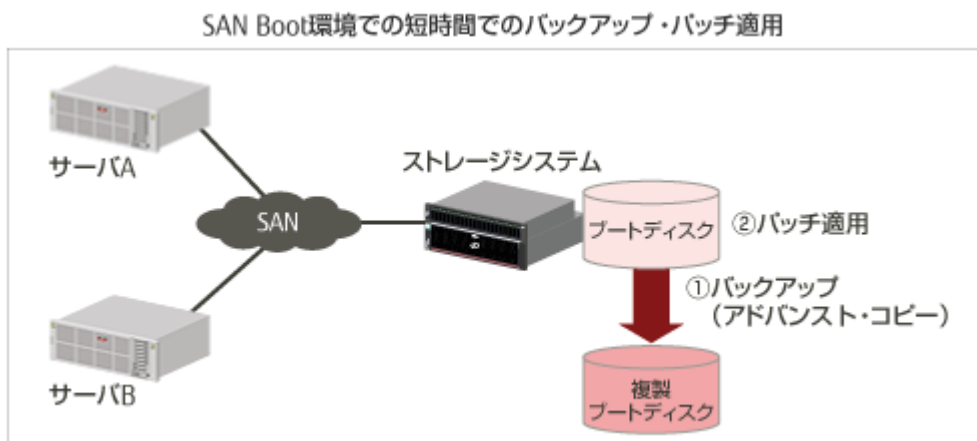 SAN Boot環境での短時間でのバックアップ・パッチ適用
サーバA
ストレージシステム
SAN
ブートディスク
②パッチ適用
①バックアップ
（アドバンスト・コピー）
サーバB
複製
ブートディスク